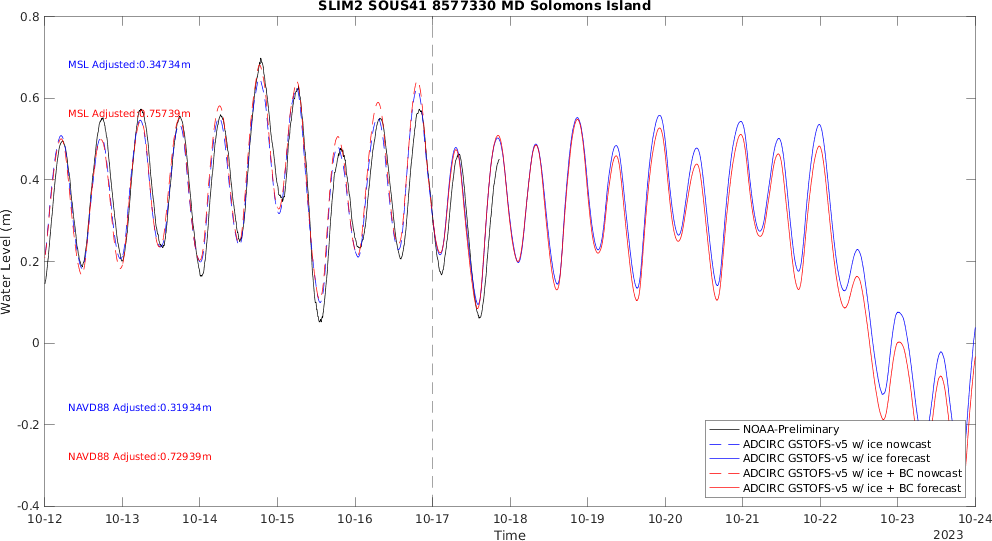 SLIM2 SOUS41 8577330 MD Solomons Island
0.8
MSL Adjusted:0.34734m
0.6
MSL Adjusted:0.75739m
0.4
Water Level (m)
0.2
0
NAVD88 Adjusted:0.31934m
-0.2
NAVD88 Adjusted:0.72939m
-0.4
NOAA-Preliminary
ADCIRC GSTOFS-v5 w/ ice nowcast
ADCIRC GSTOFS-v5 w/ ice forecast
ADCIRC GSTOFS-v5 w/ ice + BC nowcast
ADCIRC GSTOFS-v5 w/ ice + BC forecast
10-12 10-13 10-14 10-15 10-16 10-17 10-18 10-19 10-20 10-21 10-22 10-23 10-24
Time
2023